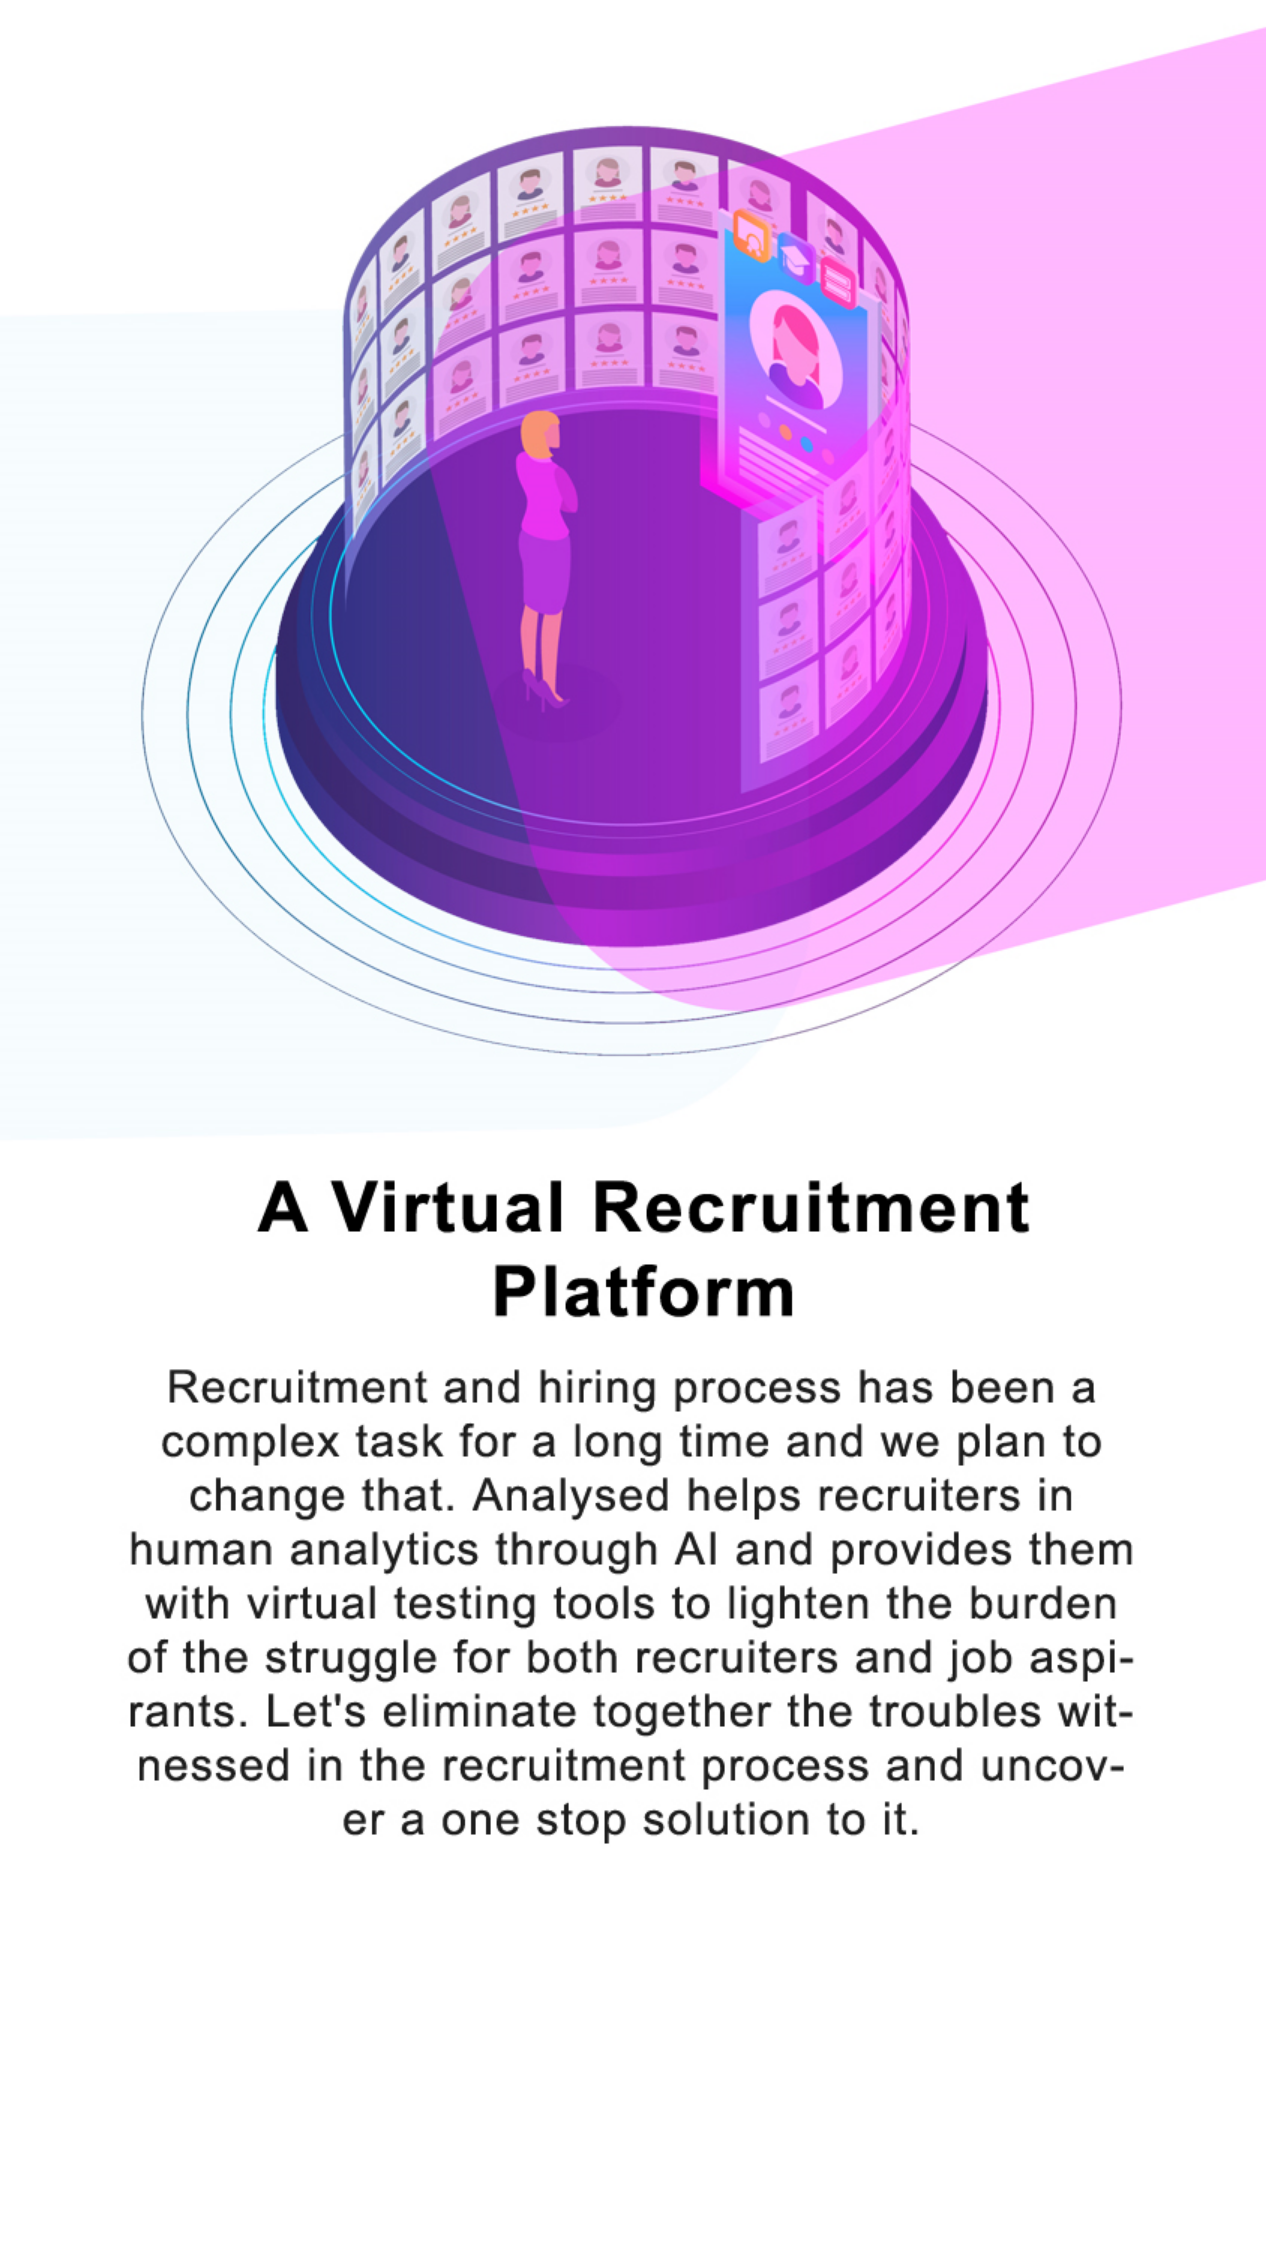 A Virtual Recruitment
Platform
Recruitment and hiring process has been a
complex task for a long time and we plan to
change that. Analysed helps recruiters in
human analytics through AI and provides them
with virtual testing tools to lighten the burden
of the struggle for both recruiters and job aspi-
rants. Let's eliminate together the troubles wit-
nessed in the recruitment process and uncov-
er a one stop solution to it.